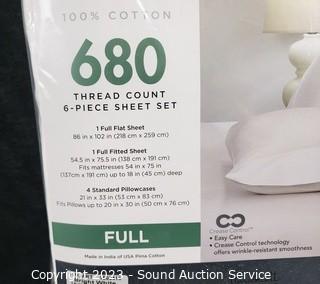 100% COTTON
680
THREAD COUNT
6-PIECE SHEET SET
1 Full Flat Sheet
86 in x 102 in (218 cm x 259 cm)
1 Full Fitted Sheet
54.5 in x 75.5 in (138 cm x 191 cm)
Fits mattresses 54 in x 75 in
(137cm x 191 cm) up to 18 in (45 cm) deep
4 Standard Pillowcases
21 in x 33 in (53 cm x 83 cm)
Fits Pillows up to 20 in x 30 in (50 cm x 76 cm)
Crease Control™
• Easy Care
• Crease Control technology
offers wrinkle-resistant smoothness
FULL
Made in India of USA Pima Cotton
Bright White
Copyright 2023 - Sound Auction Service